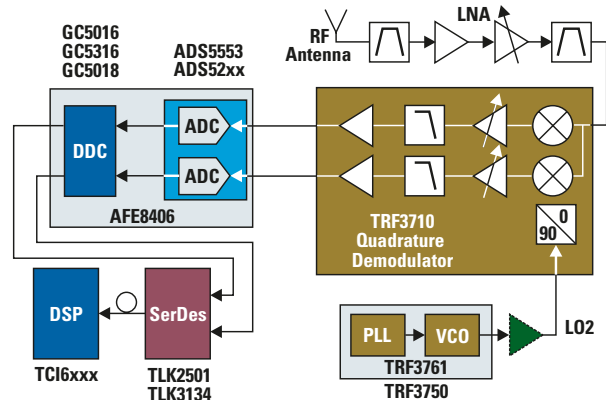 GC5016
GC5316
GC5018
ADS5553
ADS52xx
RF
Antenna
LNA
ADC
DDC
ADC
AFE8406
TRF3710
Quadrature
Demodulator
0
90
DSP
SerDes
TCI6xxx
TLK2501
TLK3134
PLL
VCO
LO2
TRF3761
TRF3750